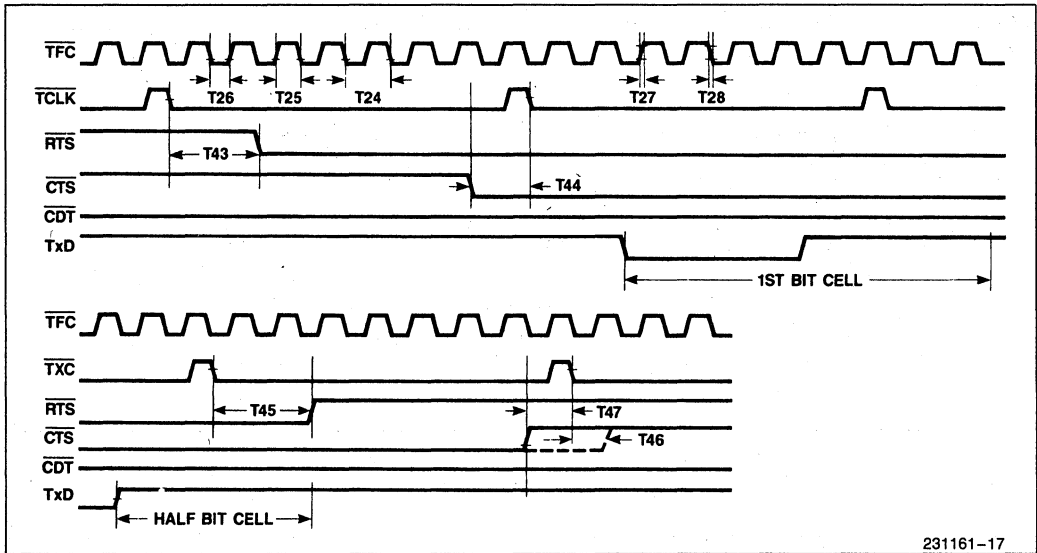 TFC
T26 T25 T24 T27 T28
TCLK
RTS
T43
CTS
T44
CDT
TxD
1ST BIT CELL
TFC
TXC
RTS
T45
T47
CTS
T46
CDT
TxD
HALF BIT CELL
231161–17